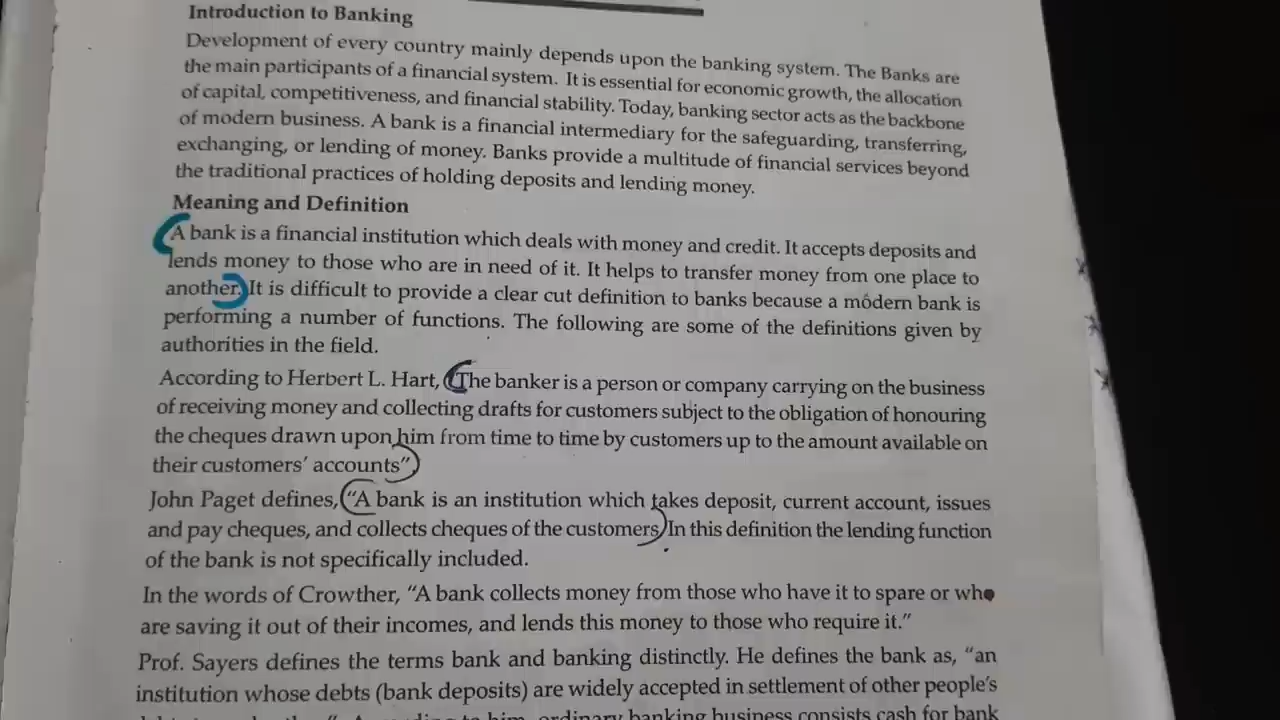 Introduction to Banking
Development of every country mainly depends upon the banking system. The Banks are
the main participants of a financial system. It is essential for economic growth, the allocation
of capital, competitiveness, and financial stability. Today, banking sector acts as the backbone
of modern business. A bank is a financial intermediary for the safeguarding, transferring,
exchanging, or lending of money. Banks provide a multitude of financial services beyond
the traditional practices of holding deposits and lending money.
Meaning and Definition
A bank is a financial institution which deals with money and credit. It accepts deposits and
lends money to those who are in need of it. It helps to transfer money from one place to
another. It is difficult to provide a clear cut definition to banks because a modern bank is
performing a number of functions. The following are some of the definitions given by
authorities in the field.
According to Herbert L. Hart, "The banker is a person or company carrying on the business
of receiving money and collecting drafts for customers subject to the obligation of honouring
the cheques drawn upon him from time to time by customers up to the amount available on
their customers' accounts"
John Paget defines, "A bank is an institution which takes deposit, current account, issues
and pay cheques, and collects cheques of the customers. In this definition the lending function
of the bank is not specifically included.
In the words of Crowther, "A bank collects money from those who have it to spare or who
are saving it out of their incomes, and lends this money to those who require it."
Prof. Sayers defines the terms bank and banking distinctly. He defines the bank as, "an
institution whose debts (bank deposits) are widely accepted in settlement of other people's
According to him, ordinary banking business consists cash for bank